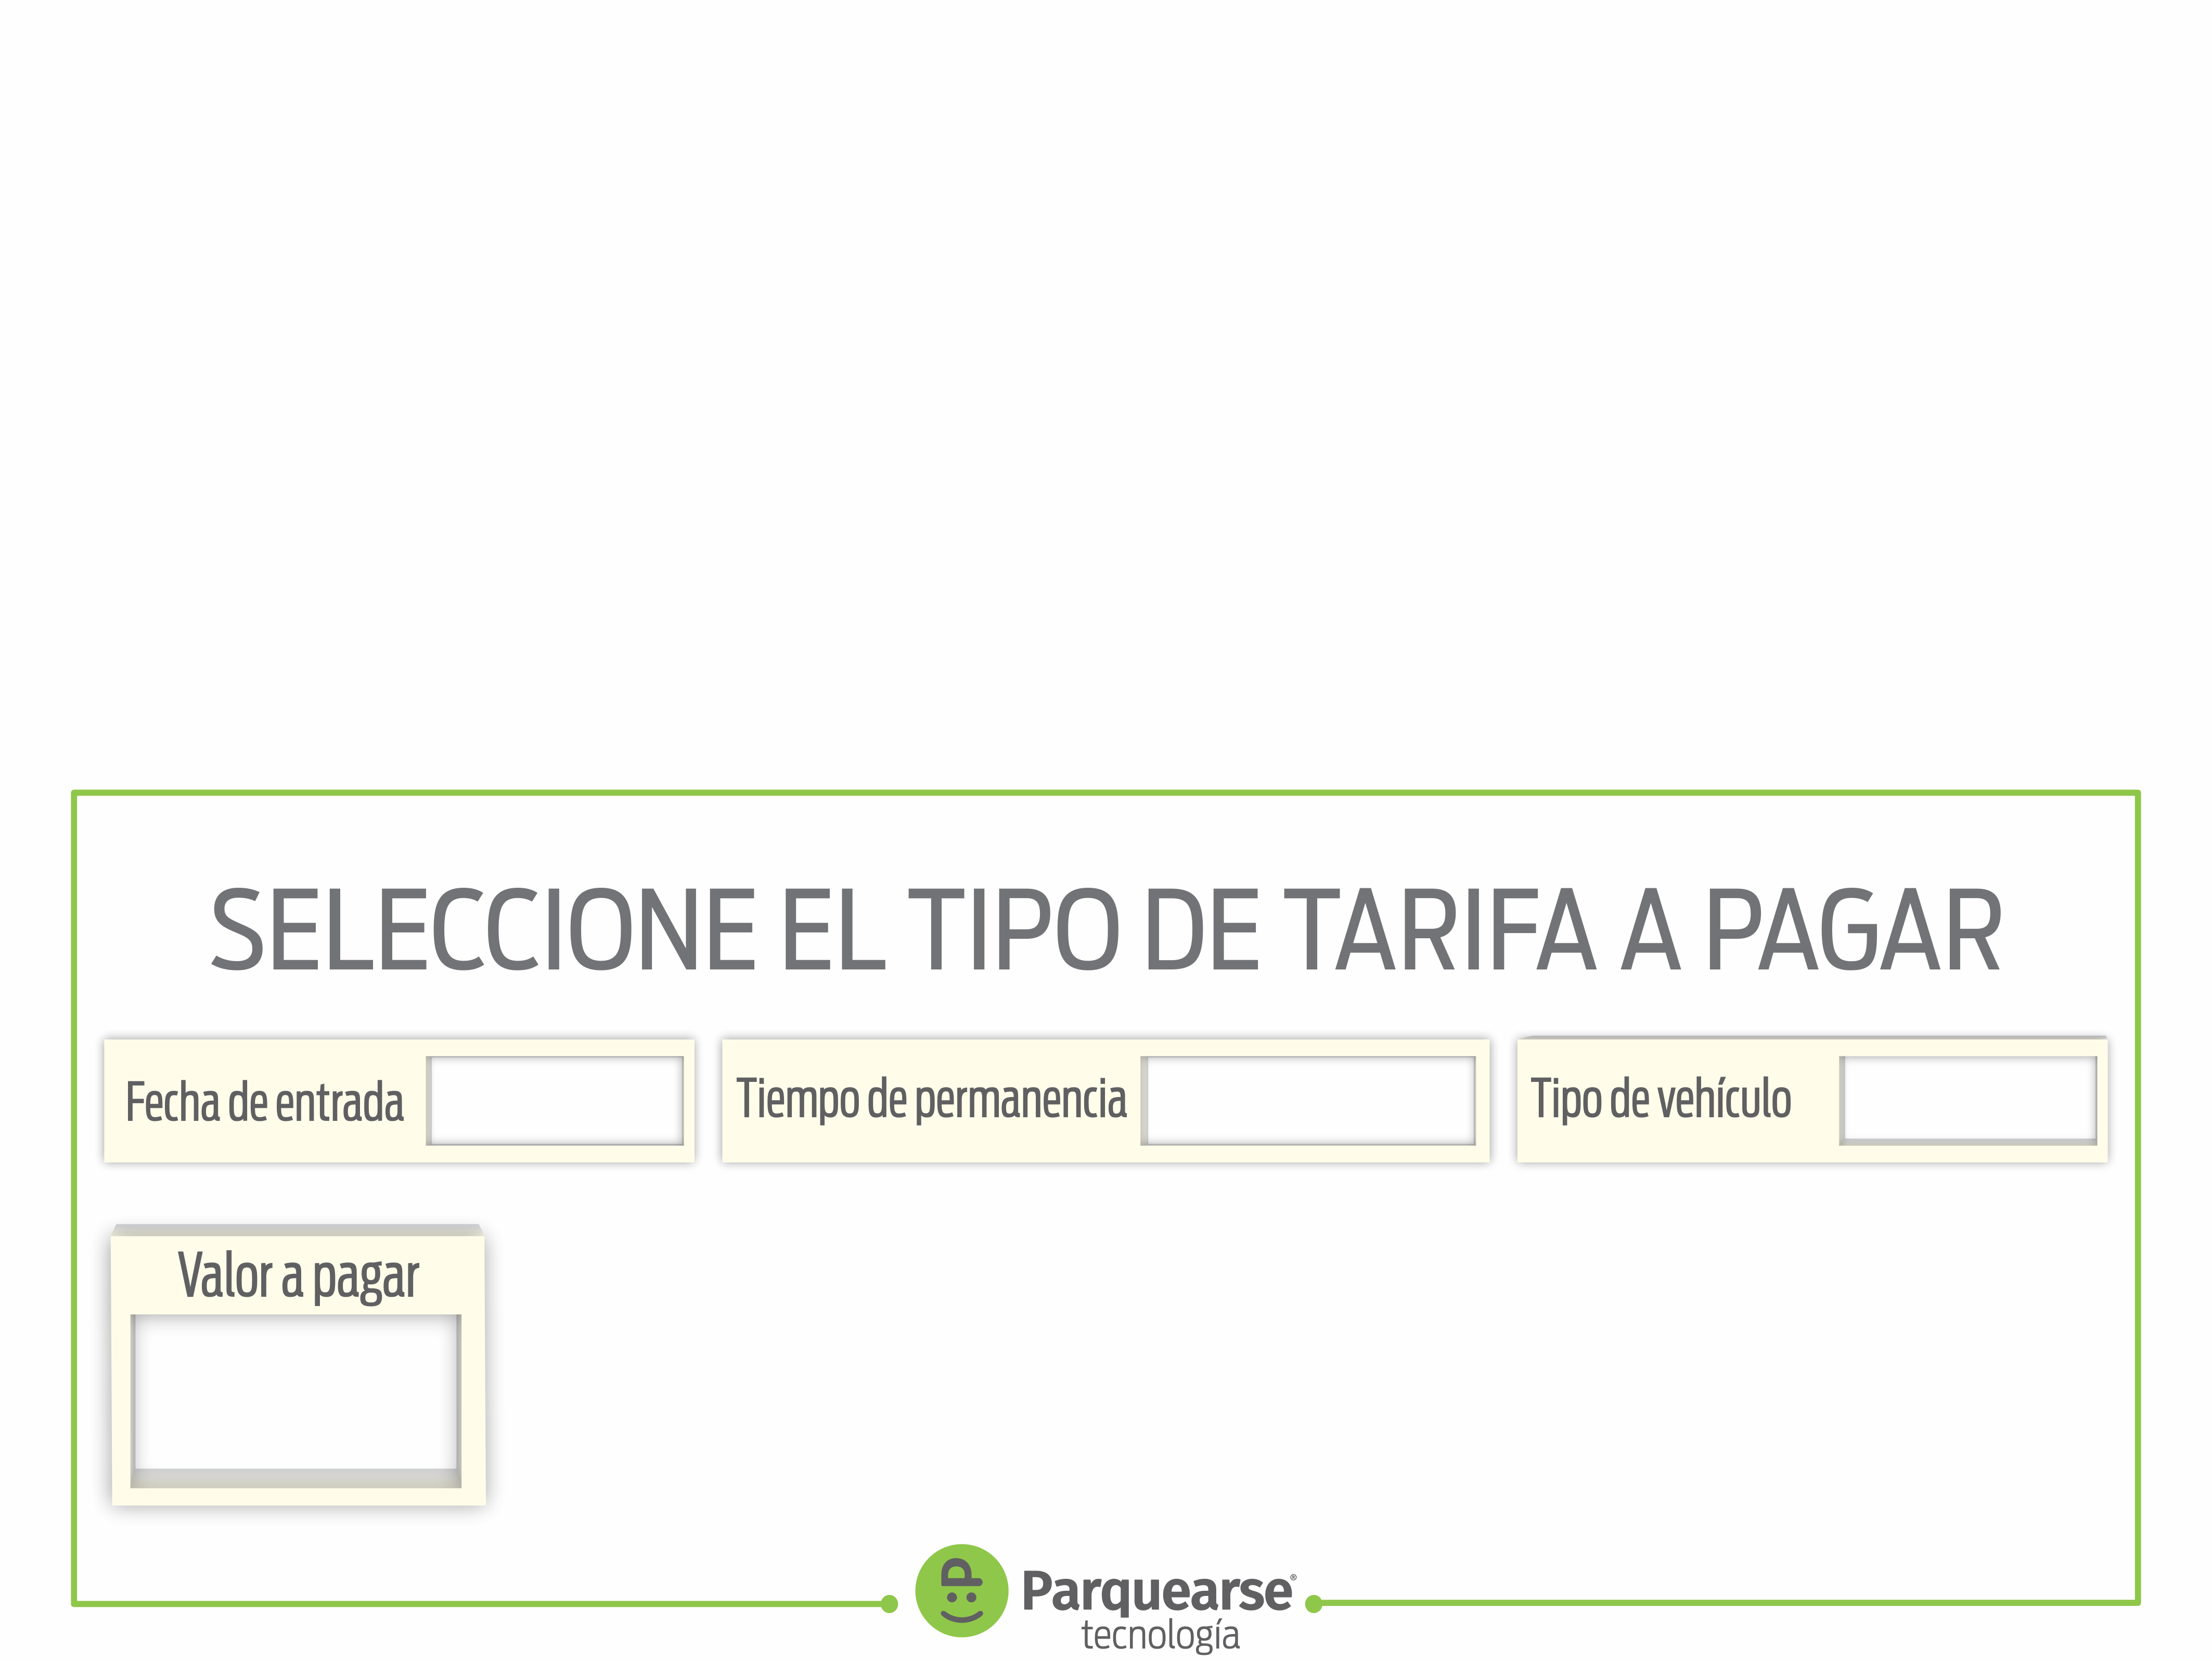 SELECCIONE EL TIPO DE TARIFA A PAGAR
Fecha de entrada
Tiempo de permanencia
Tipo de vehículo
Valor a pagar
Parquearse®
tecnología